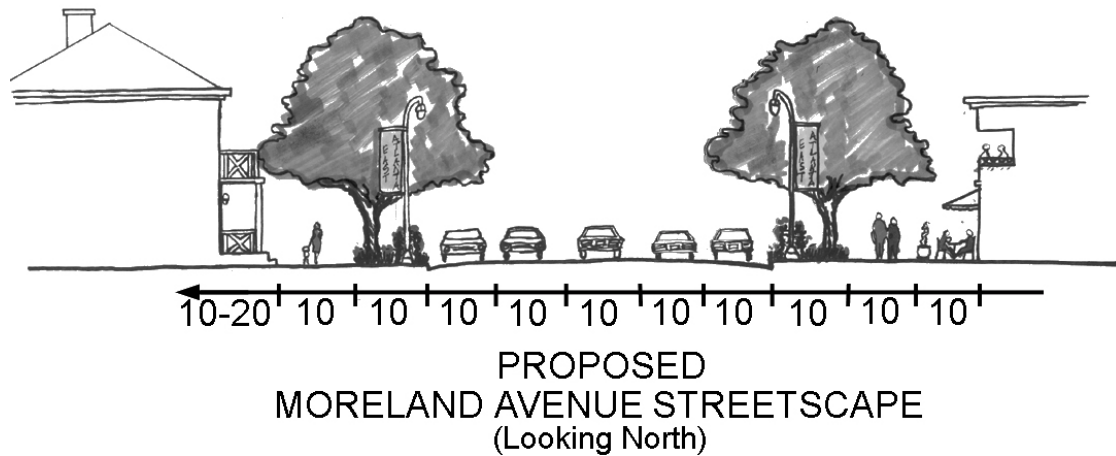 EAST ATLANTA
EAST ATLANTA
10-20 10 10 10 10 10 10 10 10 10 10
PROPOSED
MORELAND AVENUE STREETSCAPE
(Looking North)